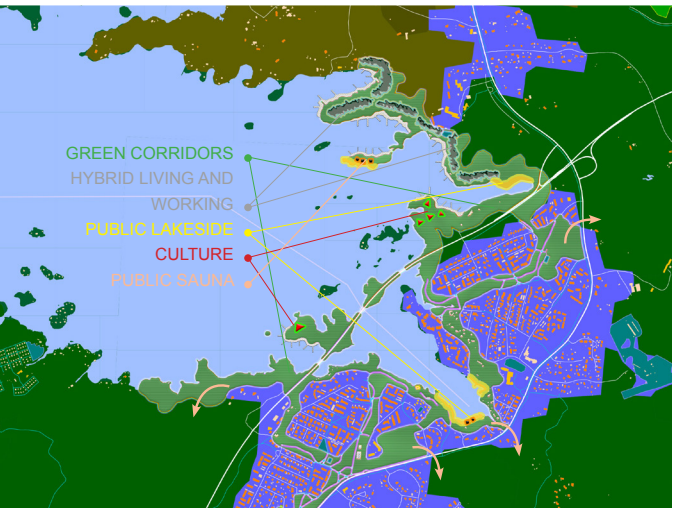 GREEN CORRIDORS
HYBRID LIVING AND
WORKING
PUBLIC LAKESIDE
CULTURE
PUBLIC SAUNA